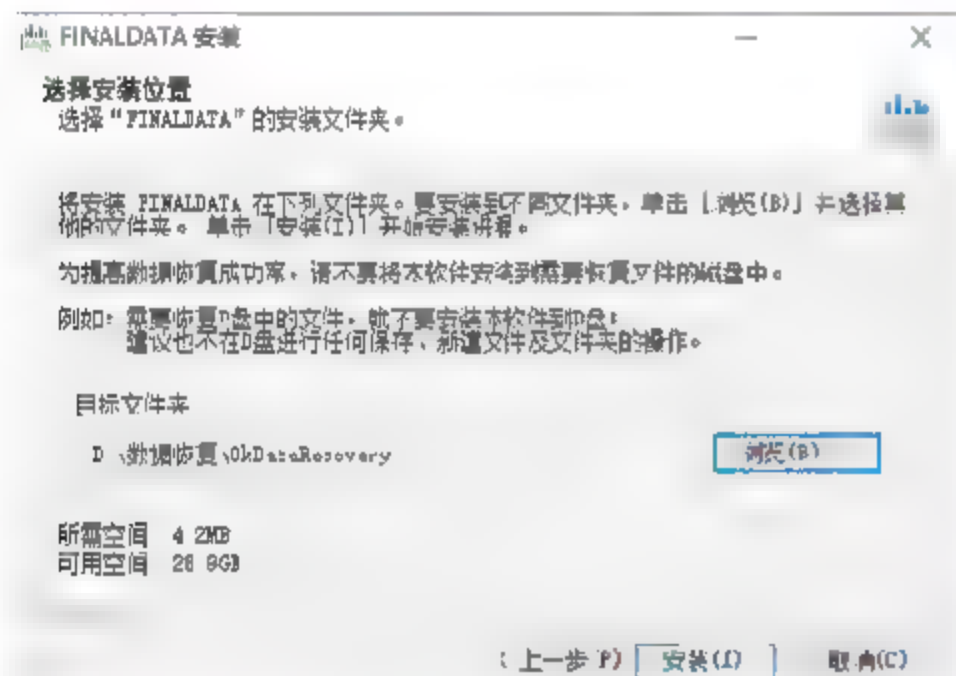 FINALDATA 安装
选择安装位置
选择“FINALDATA”的安装文件夹。
将安装 FINALDATA 在下列文件夹。要安装到不同文件夹，单击 [浏览(B)] 并选择其
他的文件夹。 单击 [安装(I)] 开始安装进程。
为提高数据恢复成功率，请不要将本软件安装到需要恢复文件的磁盘中。
例如：需要恢复D盘中的文件，就不要安装本软件到D盘；
建议也不在D盘进行任何保存、新建文件及文件夹的操作。
目标文件夹
D:\数据恢复\OkDataRecovery
浏览(B)
所需空间 4.2MB
可用空间
< 上一步(P)
安装(I)
取消(C)